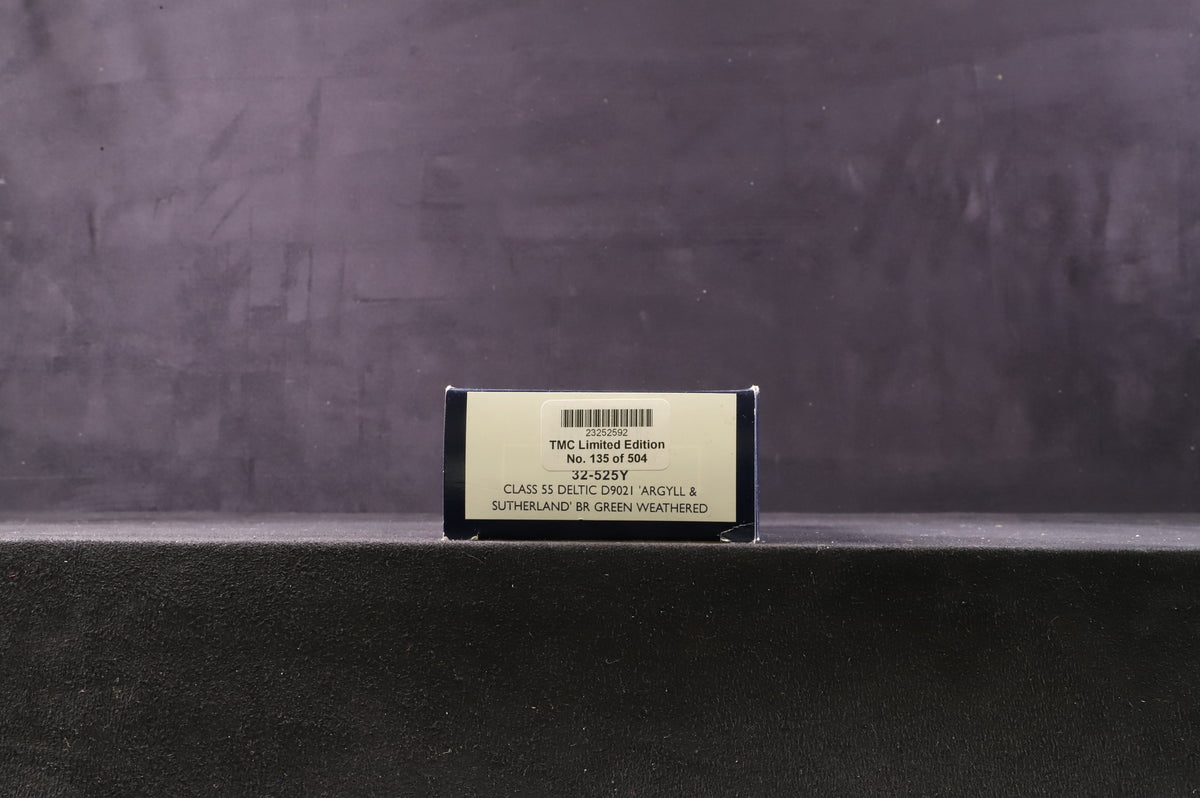 23252592
TMC Limited Edition
No. 135 of 504
32-525Y
CLASS 55 DELTIC D9021 'ARGYLL &
SUTHERLAND' BR GREEN WEATHERED